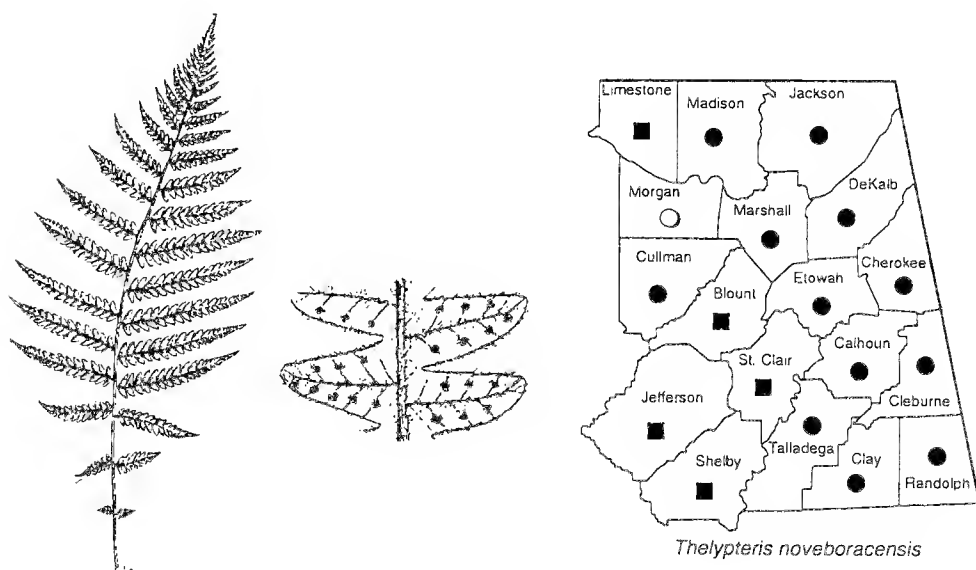 Limestone
Madison
Jackson
Morgan
Marshall
DeKalb
Cullman
Blount
Etowah
Cherokee
St. Clair
Calhoun
Jefferson
Cleburne
Shelby
Talladega
Clay
Randolph
Thelypteris noveboracensis